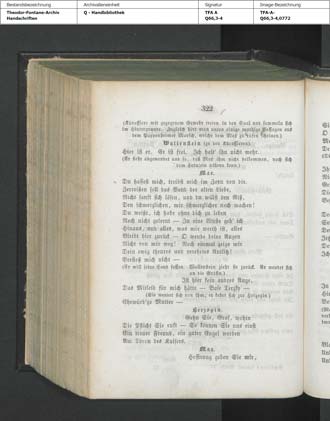 Bestandsbezeichnung Archivalieneinheit Signatur Image-Bezeichnung
Theodor-Fontane-Archiv Q - Handbibliothek TFA A TFA-A-
Handschriften Q66,3-4 Q66,3-4,0772
322
(Kürassiere mit gezogenem Gewehr treten in den Saal und sammeln sich
im Hintergrunde. Zugleich hört man unten einige muthige Passagen aus
dem Pappenheimer Marsch, welche dem Max zu rufen scheinen.)
Wallenstein (zu den Kürassieren).
Hier ist er. Er ist frei. Ich halt' ihn nicht mehr.
(Er steht abgewendet und so, daß Max ihm nicht beikommen, noch sich
dem Fräulein nähern kann.)
Max.
Du hassest mich, treibst mich im Zorn von dir.
Zerreißen soll das Band der alten Liebe,
Nicht sanft sich lösen, und du willst den Riß,
Den schmerzlichen, mir schmerzlicher noch machen!
Du weißt, ich habe ohne dich zu leben
Noch nicht gelernt — In eine Wüste geh' ich
Hinaus, und alles, was mir werth ist, alles
Bleibt hier zurück — O wende deine Augen
Nicht von mir weg! Noch einmal zeige mir
Dein ewig theures und verehrtes Antlitz!
Verstoß mich nicht —
(Er will seine Hand fassen. Wallenstein zieht sie zurück. Er wendet sich
an die Gräfin.)
Ist hier kein andres Auge,
Das Mitleid für mich hätte — Base Terzky —
(Sie wendet sich von ihm; er kehrt sich zur Herzogin.)
Ehrwürd'ge Mutter —
Herzogin.
Gehn Sie, Graf, wohin
Die Pflicht Sie ruft — So können Sie uns einst
Ein treuer Freund, ein guter Engel werden
Am Thron des Kaisers.
Max.
Hoffnung geben Sie mir,